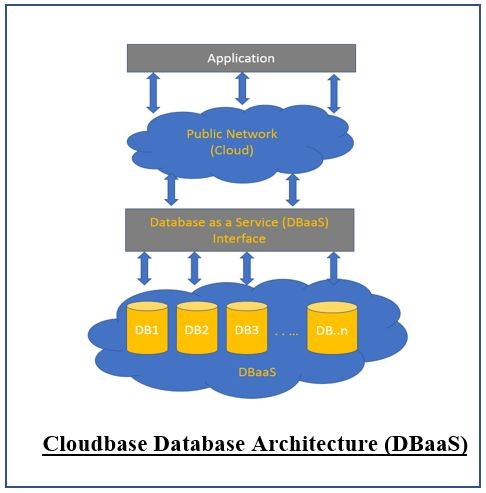 Application
Public Network
(Cloud)
Database as a Service (DBaaS)
Interface
DB1 DB2 DB3 . . ... DB..n
DBaaS
Cloudbase Database Architecture (DBaaS)